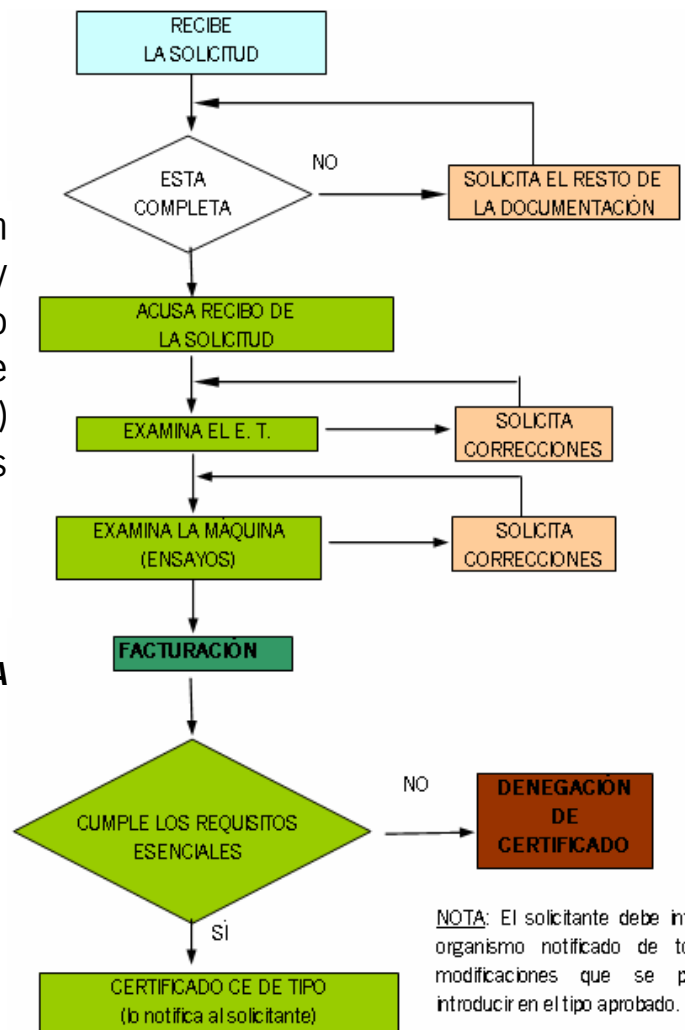 RECIBE
LA SOLICITUD
NO
ESTA
COMPLETA
SOLICITA EL RESTO DE
LA DOCUMENTACIÓN
ACUSA RECIBO DE
LA SOLICITUD
EXAMINA EL E. T.
SOLICITA
CORRECCIONES
EXAMINA LA MÁQUINA
(ENSAYOS)
SOLICITA
CORRECCIONES
FACTURACIÓN
NO
CUMPLE LOS REQUISITOS
ESENCIALES
DENEGACIÓN
DE
CERTIFICADO
SÌ
CERTIFICADO CE DE TIPO
(lo notifica al solicitante)
NOTA: El solicitante debe
organismo notificado de
modificaciones que se
introducir en el tipo aprobado.